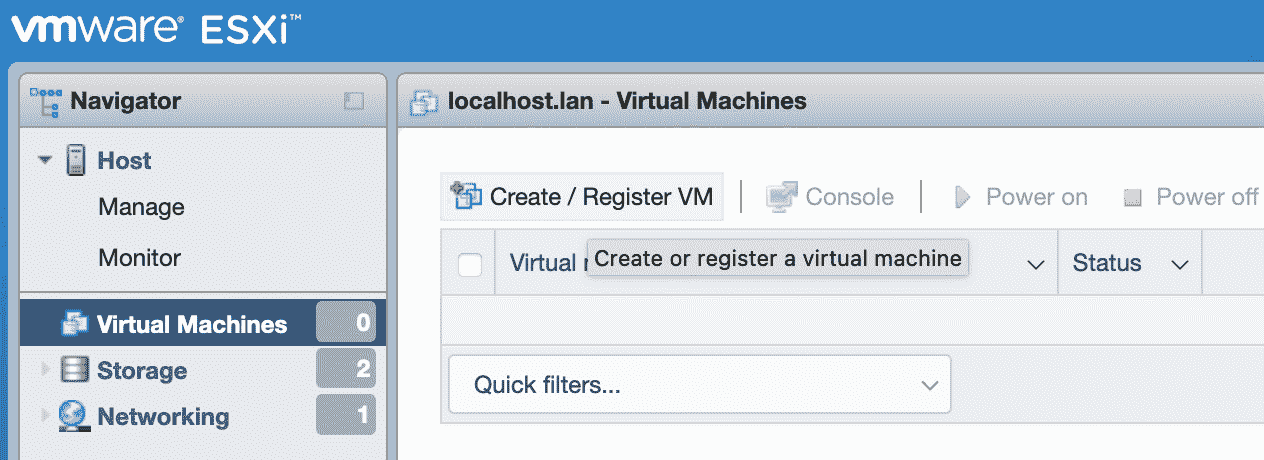 vmware® ESXi™
Navigator
Host
Manage
Monitor
Virtual Machines 0
Storage 2
Networking 1
localhost.lan - Virtual Machines
Create / Register VM Console Power on Power off
Virtual Create or register a virtual machine Status
Quick filters...